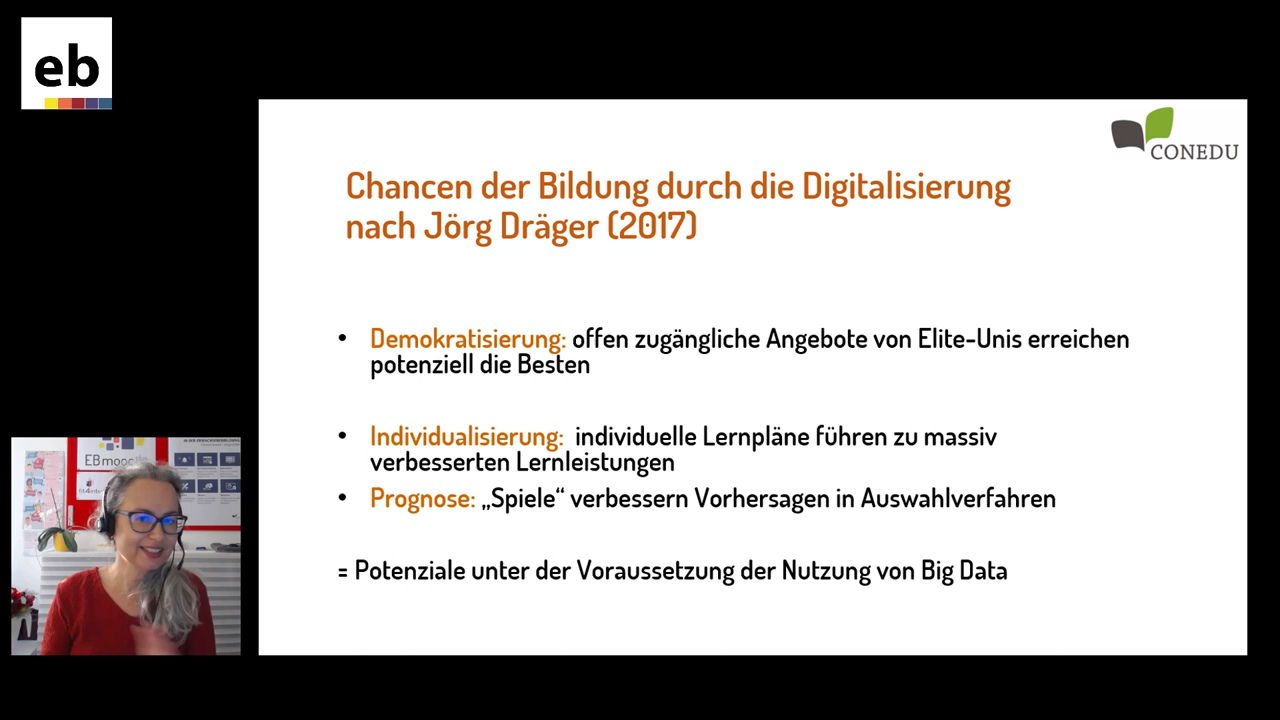 eb
CONEDU
Chancen der Bildung durch die Digitalisierung
nach Jörg Dräger (2017)
• Demokratisierung: offen zugängliche Angebote von Elite-Unis erreichen
potenziell die Besten
• Individualisierung: individuelle Lernpläne führen zu massiv
verbesserten Lernleistungen
• Prognose: „Spiele“ verbessern Vorhersagen in Auswahlverfahren
= Potenziale unter der Voraussetzung der Nutzung von Big Data
EBmooc